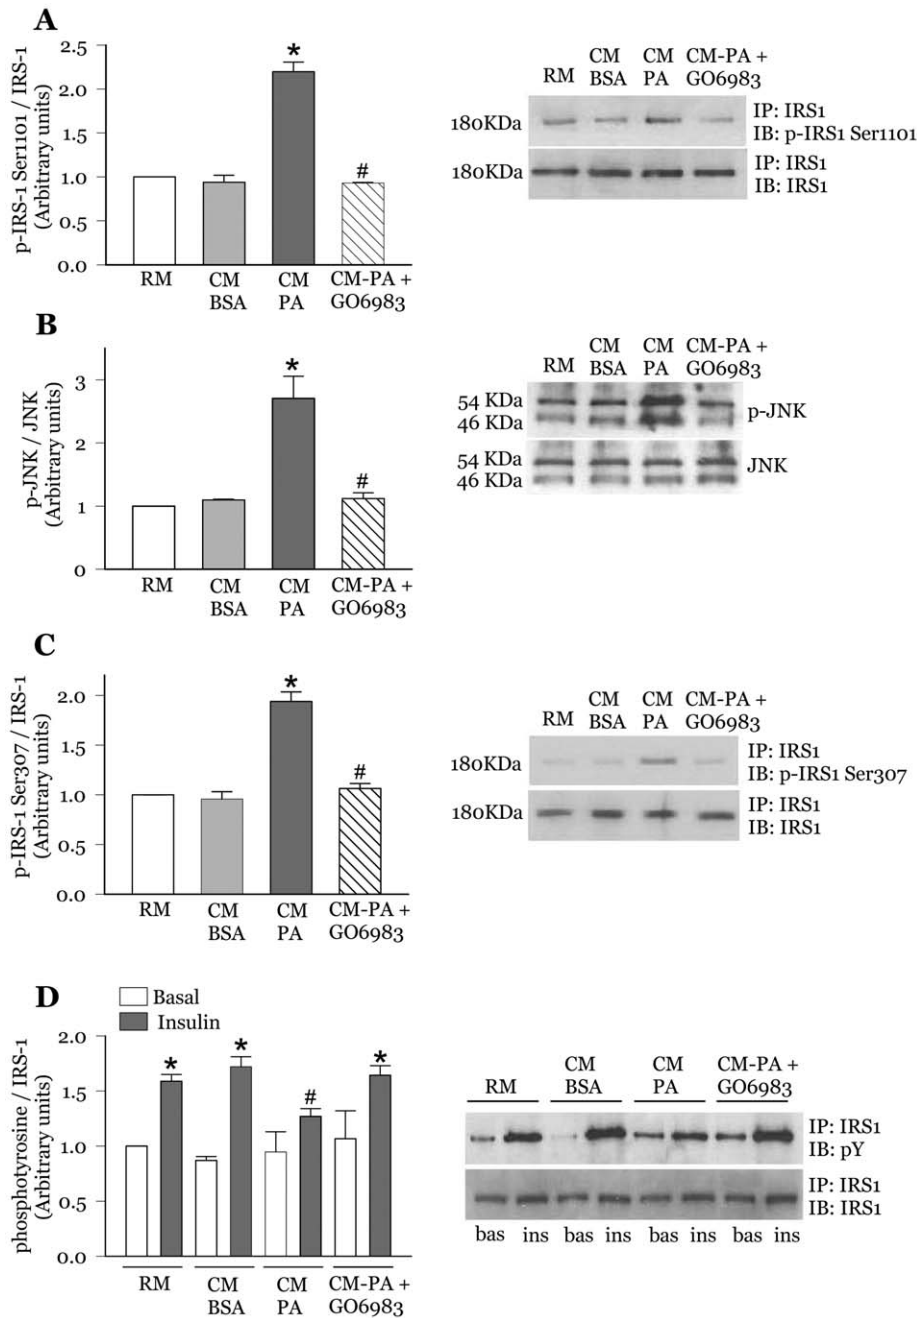 A
p-IRS-1 Ser1101 / IRS-1
(Arbitrary units)
2.5
2.0
1.0
0.5
0.0
RM
CM
BSA
CM
PA
CM-PA +
GO6983
*
#
RM
CM
BSA
CM
PA
CM-PA +
GO6983
180KDa
IP: IRS1
IB: p-IRS1 Ser1101
180KDa
IP: IRS1
IB: IRS1
B
p-JNK / JNK
(Arbitrary units)
3
2
1
0
RM
CM
BSA
CM
PA
CM-PA +
GO6983
*
#
RM
CM
BSA
CM
PA
CM-PA +
GO6983
54 KDa
46 KDa
p-JNK
54 KDa
46 KDa
JNK
C
p-IRS-1 Ser307 / IRS-1
(Arbitrary units)
2.0
1.5
1.0
0.5
0.0
RM
CM
BSA
CM
PA
CM-PA +
GO6983
*
#
RM
CM
BSA
CM
PA
CM-PA +
GO6983
180KDa
IP: IRS1
IB: p-IRS1 Ser307
180KDa
IP: IRS1
IB: IRS1
D
Basal
Insulin
phosphotyrosine / IRS-1
(Arbitrary units)
2.0
1.5
1.0
0.5
0.0
*
*
#
*
RM
CM
BSA
CM
PA
CM-PA +
GO6983
RM
CM
BSA
CM
PA
CM-PA +
GO6983
IP: IRS1
IB: pY
IP: IRS1
IB: IRS1
bas ins bas ins bas ins bas ins